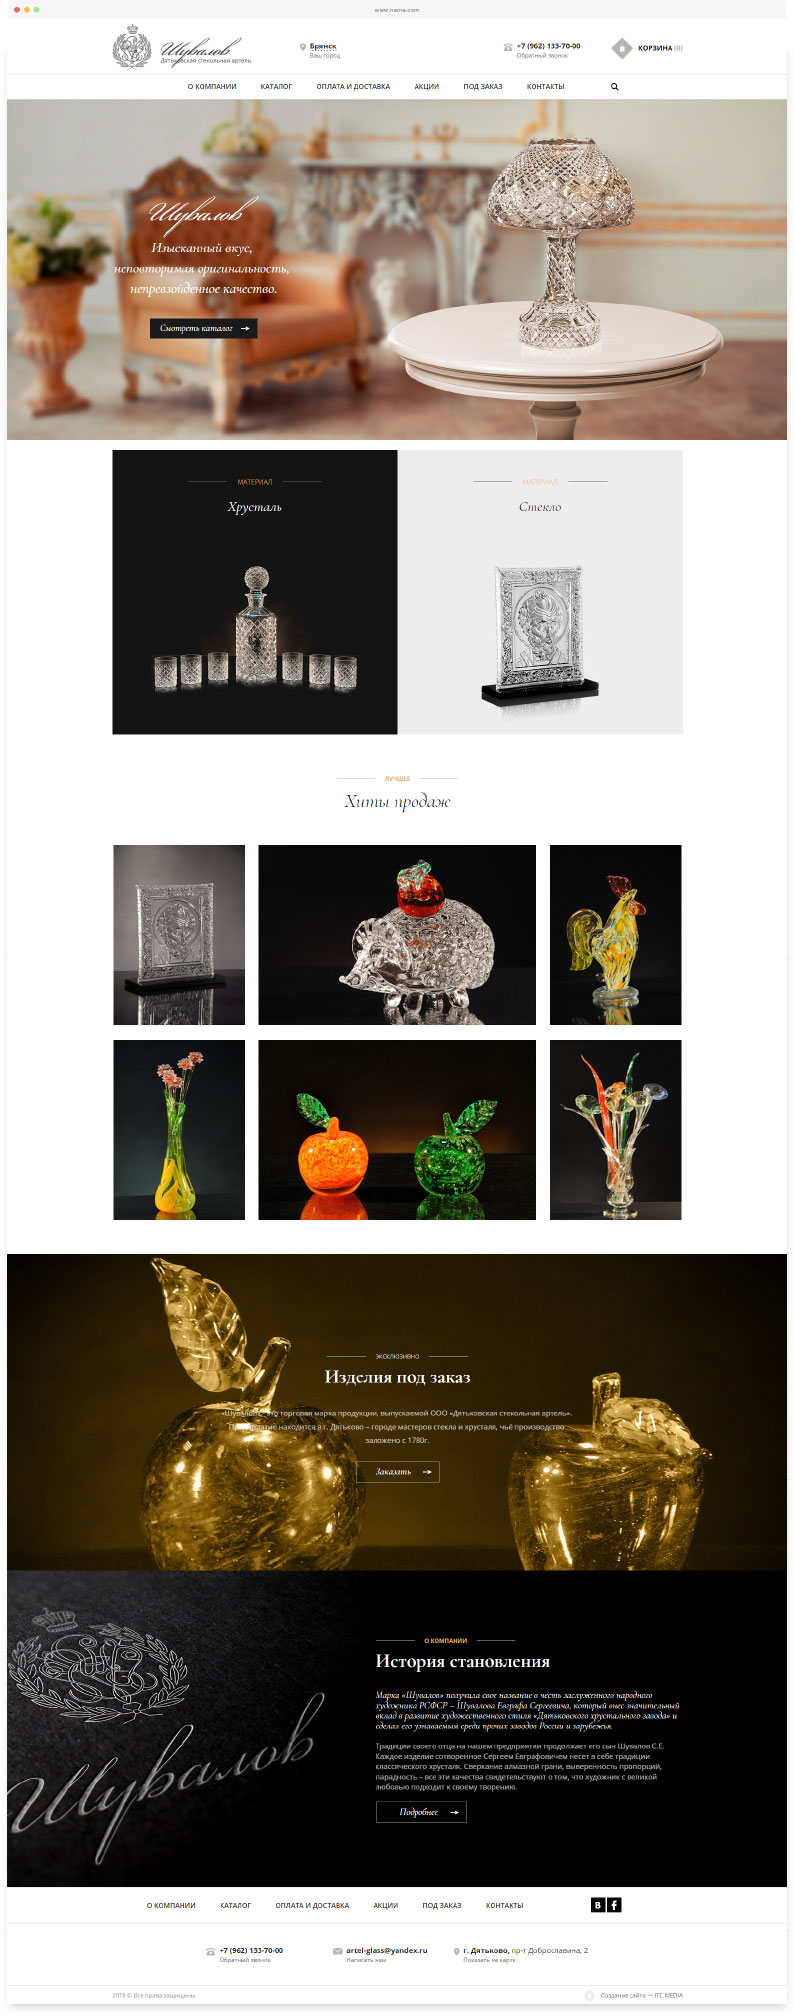 www.name.com
Шувалов
Дятьковская стекольная артель
Брянск
Ваш город
+7 (962) 133-70-00
Обратный звонок
КОРЗИНА (0)
О КОМПАНИИ КАТАЛОГ ОПЛАТА И ДОСТАВКА АКЦИИ ПОД ЗАКАЗ КОНТАКТЫ
Шувалов
Изысканный вкус,
неповторимая оригинальность,
непревзойденное качество.
Смотреть каталог
МАТЕРИАЛ
Хрусталь
МАТЕРИАЛ
Стекло
ЛУЧШЕЕ
Хиты продаж
ЭКСКЛЮЗИВНО
Изделия под заказ
«Шувалов» - это торговая марка продукции, выпускаемой ООО «Дятьковская стекольная артель».
Предприятие находится в г. Дятьково – городе мастеров стекла и хрусталя, чьё производство
заложено с 1780г.
Заказать
Шувалов
О КОМПАНИИ
История становления
Марка «Шувалов» получила свое название в честь заслуженного народного
художника РСФСР – Шувалова Евграфа Сергеевича, который внес значительный
вклад в развитие художественного стиля «Дятьковского хрустального завода» и
сделал его узнаваемым среди прочих заводов России и зарубежья.
Традиции своего отца на нашем предприятии продолжает его сын Шувалов С.Е.
Каждое изделие сотворенное Сергеем Евграфовичем несет в себе традиции
классического хрусталя. Сверкание алмазной грани, выверенность пропорций,
парадность – все эти качества свидетельствуют о том, что художник с великой
любовью подходит к своему творению.
Подробнее
О КОМПАНИИ КАТАЛОГ ОПЛАТА И ДОСТАВКА АКЦИИ ПОД ЗАКАЗ КОНТАКТЫ
В f
+7 (962) 133-70-00
Обратный звонок
artel-glass@yandex.ru
Написать нам
г. Дятьково, пр-т Доброславина, 2
Показать на карте
2016 © Все права защищены
Создание сайта — ITC MEDIA